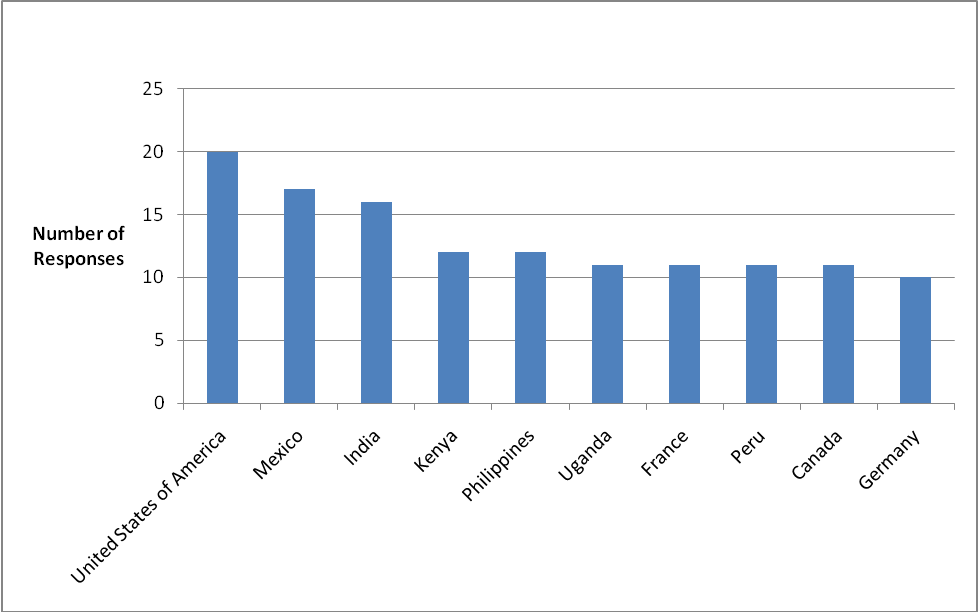 25
20
15
10
5
0
Number of
Responses
United States of America
Mexico
India
Kenya
Philippines
Uganda
France
Peru
Canada
Germany